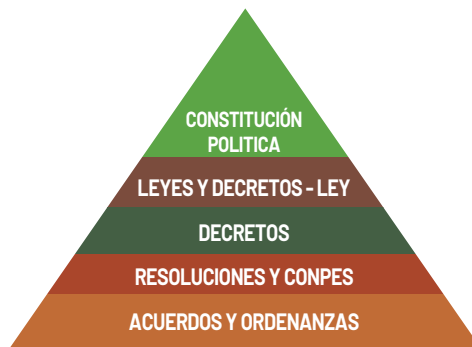 CONSTITUCIÓN
POLITICA
LEYES Y DECRETOS - LEY
DECRETOS
RESOLUCIONES Y CONPES
ACUERDOS Y ORDENANZAS